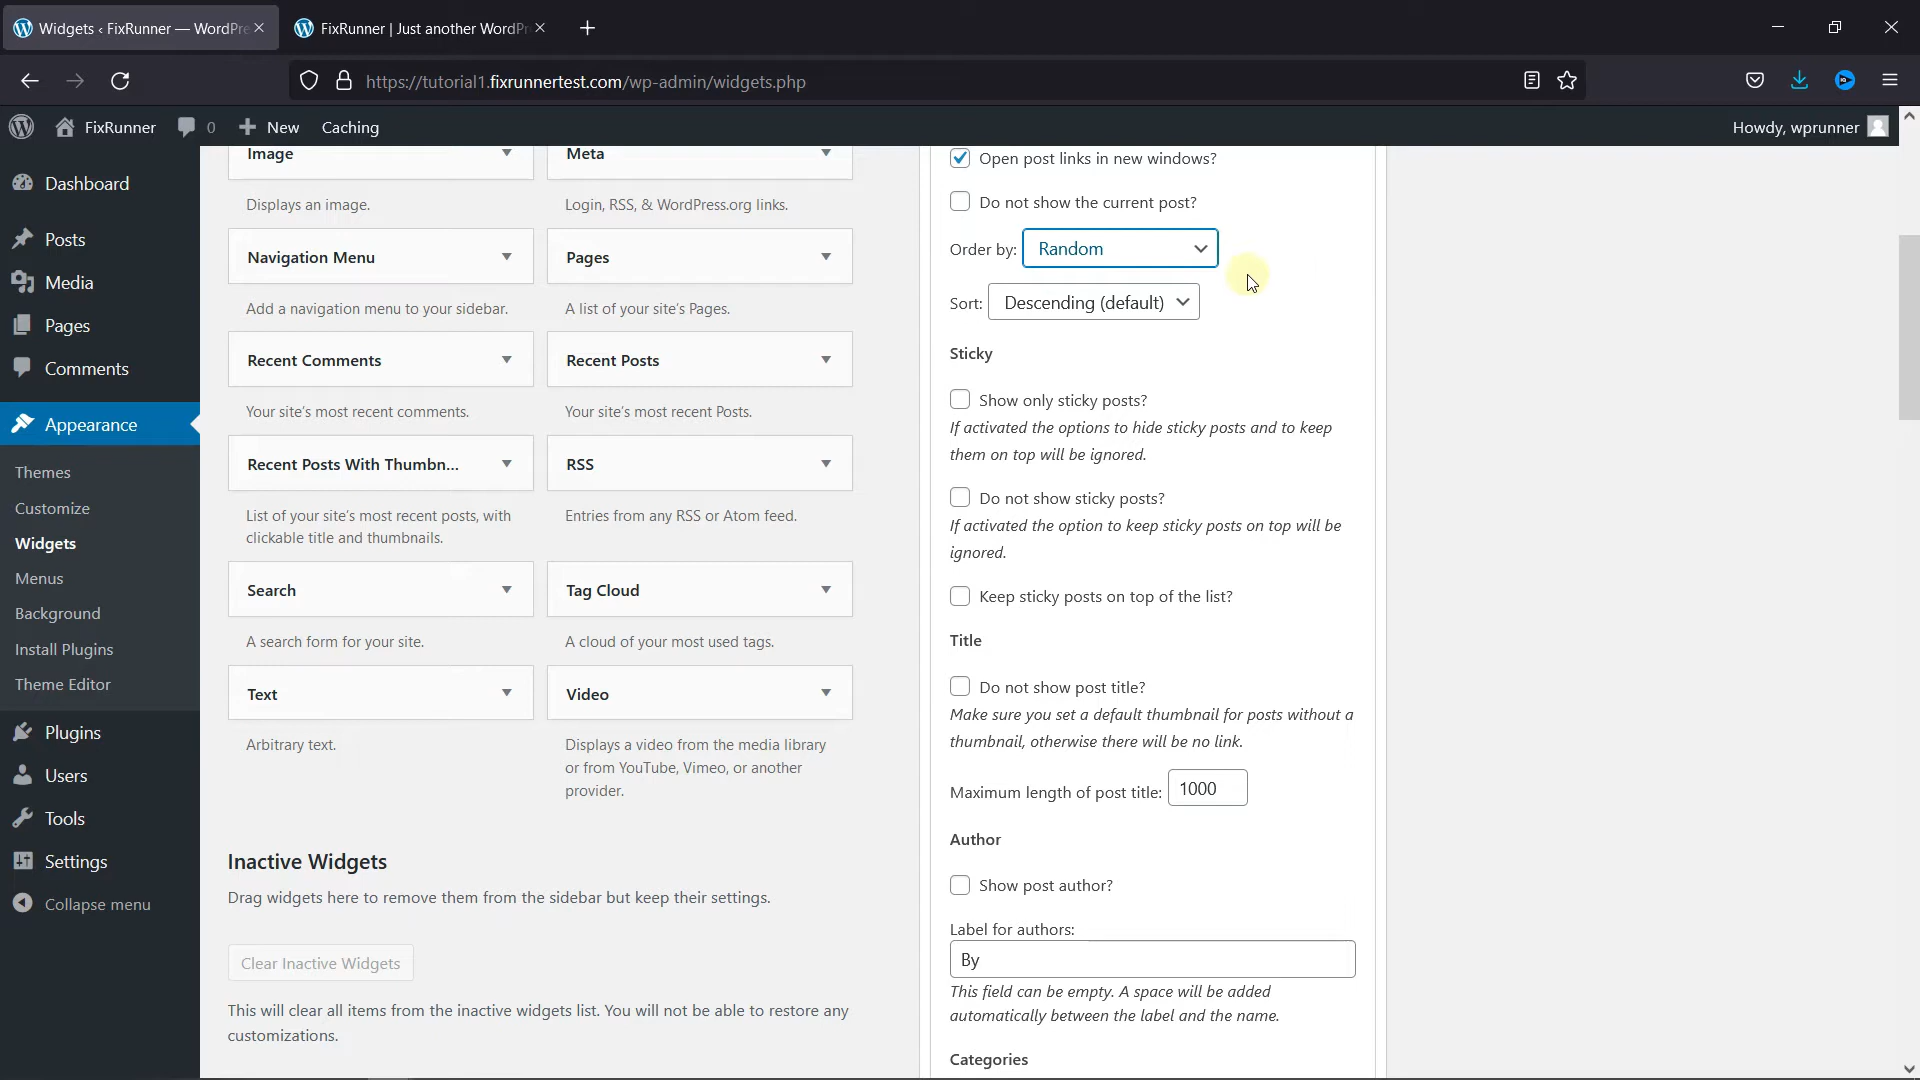 Widgets ‹ FixRunner — WordPre
FixRunner | Just another WordPr
https://tutorial1.fixrunnertest.com/wp-admin/widgets.php
FixRunner
0
New
Caching
Howdy, wprunner
Dashboard
Posts
Media
Pages
Comments
Appearance
Themes
Customize
Widgets
Menus
Background
Install Plugins
Theme Editor
Plugins
Users
Tools
Settings
Collapse menu
Image
Displays an image.
Meta
Login, RSS, & WordPress.org links.
Navigation Menu
Add a navigation menu to your sidebar.
Pages
A list of your site's Pages.
Recent Comments
Your site's most recent comments.
Recent Posts
Your site's most recent Posts.
Recent Posts With Thumbn...
List of your site's most recent posts, with
clickable title and thumbnails.
RSS
Entries from any RSS or Atom feed.
Search
A search form for your site.
Tag Cloud
A cloud of your most used tags.
Text
Arbitrary text.
Video
Displays a video from the media library
or from YouTube, Vimeo, or another
provider.
Inactive Widgets
Drag widgets here to remove them from the sidebar but keep their settings.
Clear Inactive Widgets
This will clear all items from the inactive widgets list. You will not be able to restore any
customizations.
Open post links in new windows?
Do not show the current post?
Order by: Random
Sort: Descending (default)
Sticky
Show only sticky posts?
If activated the options to hide sticky posts and to keep
them on top will be ignored.
Do not show sticky posts?
If activated the option to keep sticky posts on top will be
ignored.
Keep sticky posts on top of the list?
Title
Do not show post title?
Make sure you set a default thumbnail for posts without a
thumbnail, otherwise there will be no link.
Maximum length of post title: 1000
Author
Show post author?
Label for authors:
By
This field can be empty. A space will be added
automatically between the label and the name.
Categories